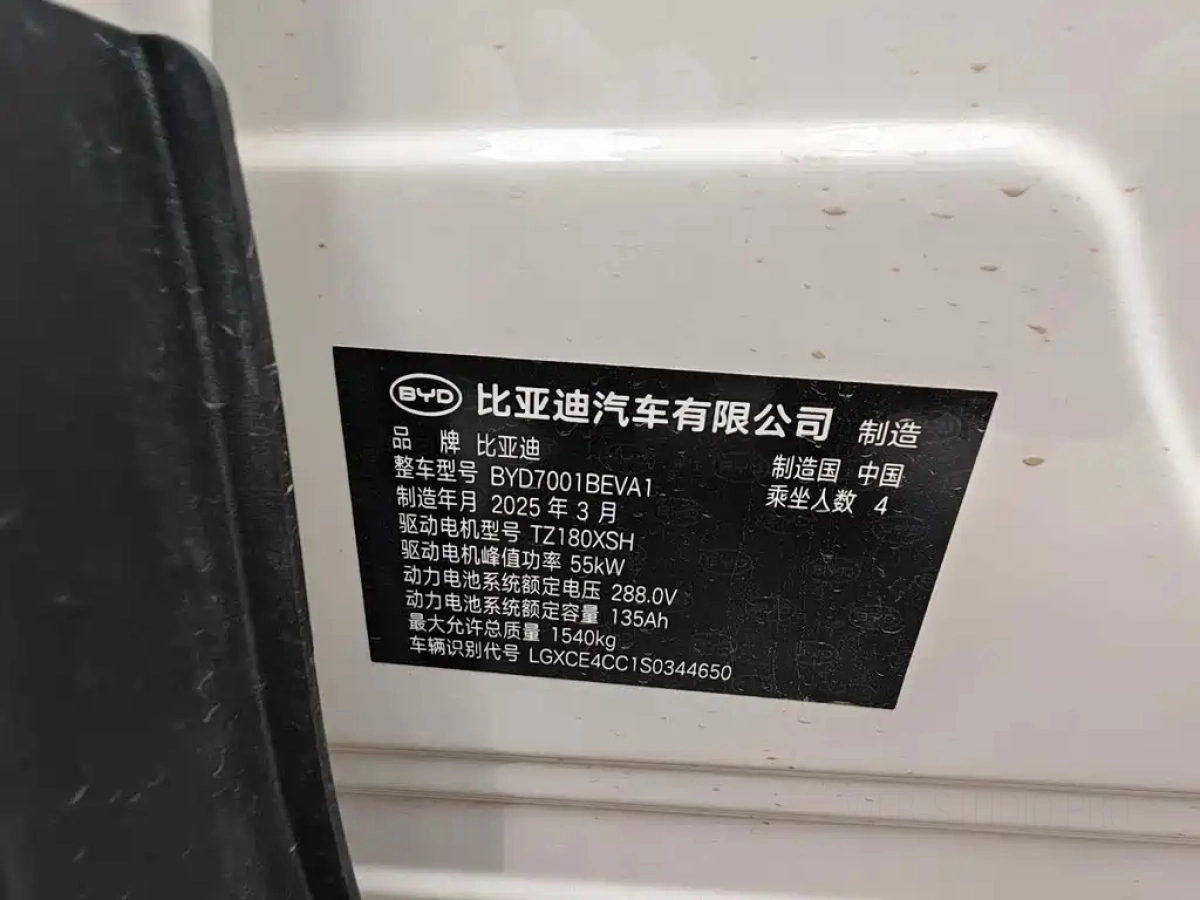 BYD 比亚迪汽车有限公司 制造
品 牌 比亚迪 制造国 中国
整车型号 BYD7001BEVA1 乘坐人数 4
制造年月 2025 年 3 月
驱动电机型号 TZ180XSH
驱动电机峰值功率 55kW
动力电池系统额定电压 288.0V
动力电池系统额定容量 135Ah
最大允许总质量 1540kg
车辆识别代号 LGXCE4CC1S0344650